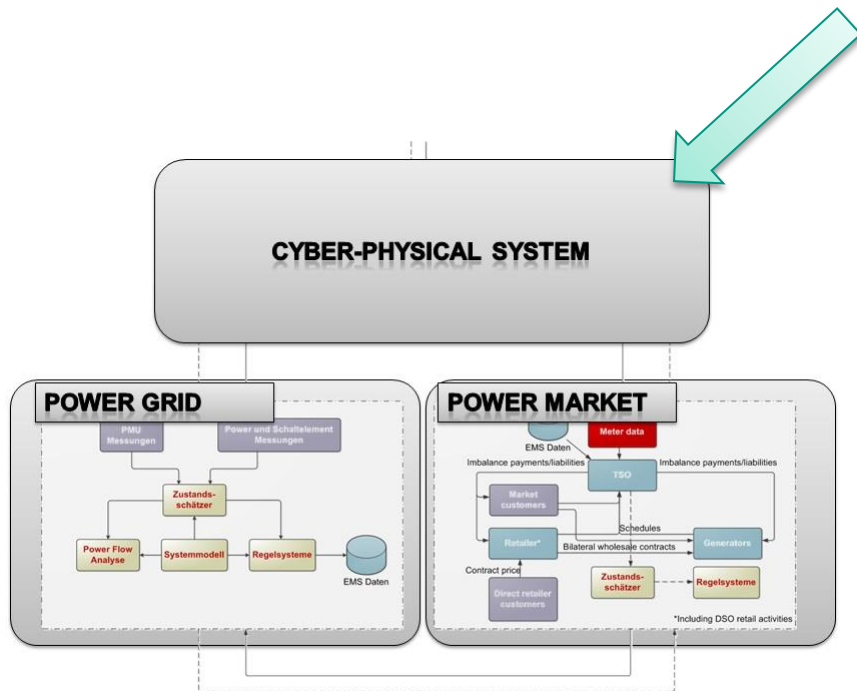 CYBER-PHYSICAL SYSTEM
POWER GRID
PMU
Messungen
Power und Schaltelement
Messungen
Zustands-
schätzer
Power Flow
Analyse
Systemmodell
Regelsysteme
EMS Daten
POWER MARKET
EMS Daten
Meter data
Imbalance payments/liabilities
TSO
Imbalance payments/liabilities
Market
customers
Schedules
Retailer*
Bilateral wholesale contracts
Generators
Contract price
Direct retailer
customers
Zustands-
schätzer
Regelsysteme
*Including DSO retail activities